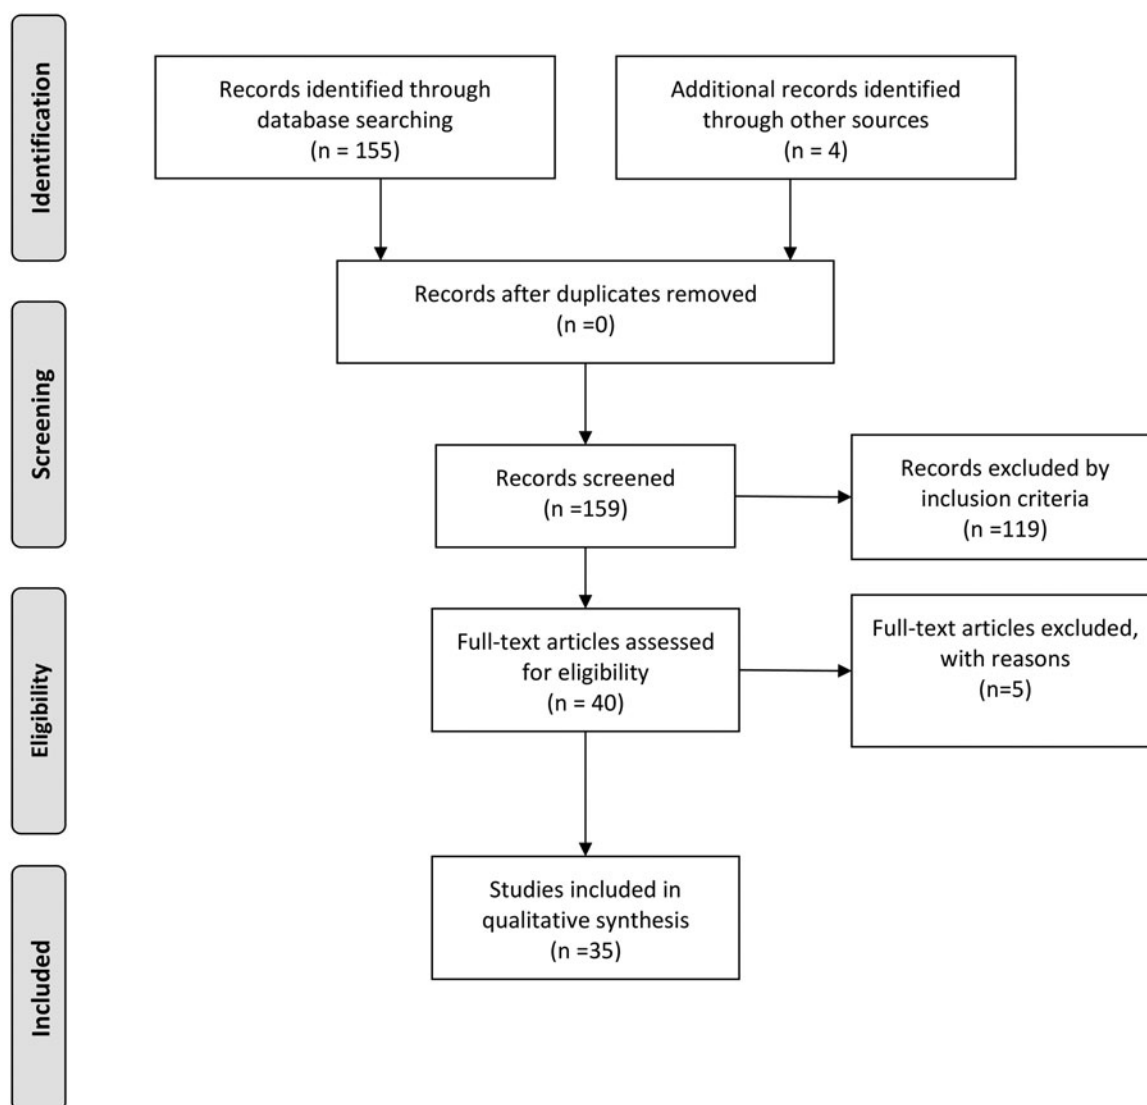 Identification
Records identified through
database searching
(n = 155)
Additional records identified
through other sources
(n = 4)
Records after duplicates removed
(n =0)
Screening
Records screened
(n =159)
Records excluded by
inclusion criteria
(n =119)
Eligibility
Full-text articles assessed
for eligibility
(n = 40)
Full-text articles excluded,
with reasons
(n=5)
Included
Studies included in
qualitative synthesis
(n =35)